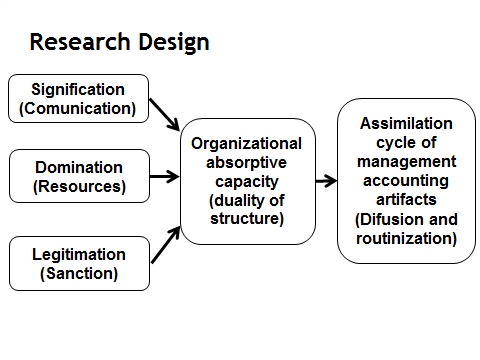 Research Design
Signification
(Comunication)
Domination
(Resources)
Legitimation
(Sanction)
Organizational
absorptive
capacity
(duality of
structure)
Assimilation
cycle of
management
accounting
artifacts
(Difusion and
routinization)